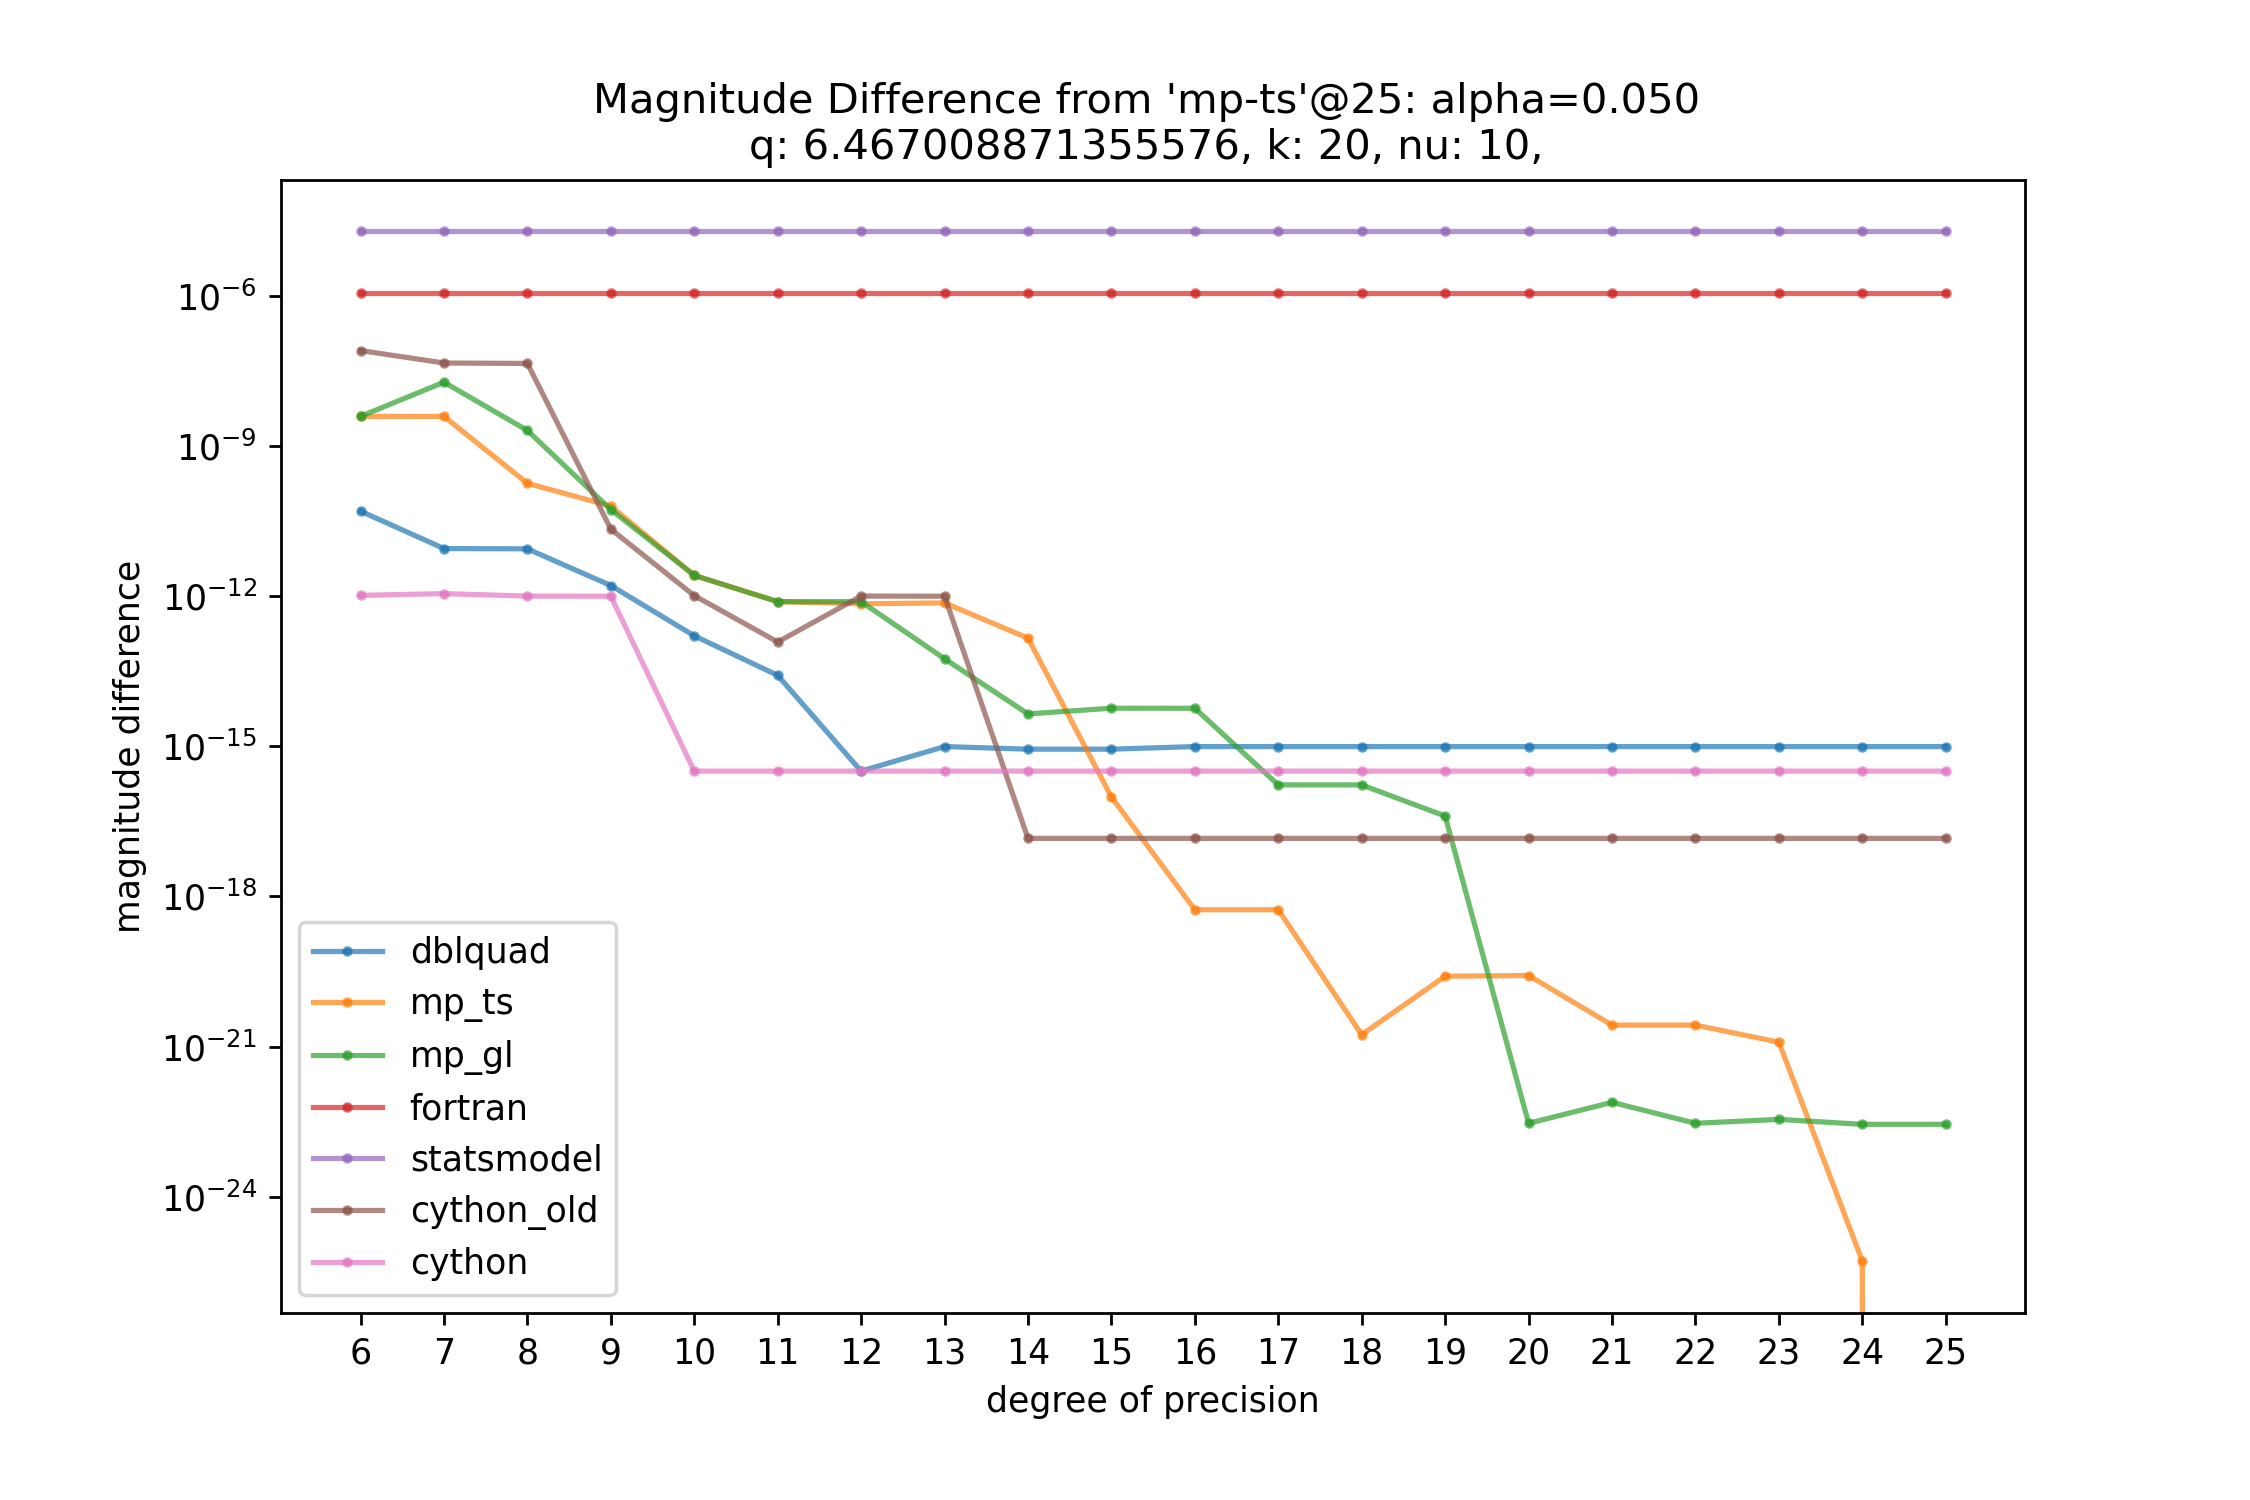 Magnitude Difference from 'mp-ts'@25: alpha=0.050
q: 6.467008871355576, k: 20, nu: 10,
magnitude difference
10⁻⁶
10⁻⁹
10⁻¹²
10⁻¹⁵
10⁻¹⁸
10⁻²¹
10⁻²⁴
dblquad
mp_ts
mp_gl
fortran
statsmodel
cython_old
cython
6 7 8 9 10 11 12 13 14 15 16 17 18 19 20 21 22 23 24 25
degree of precision